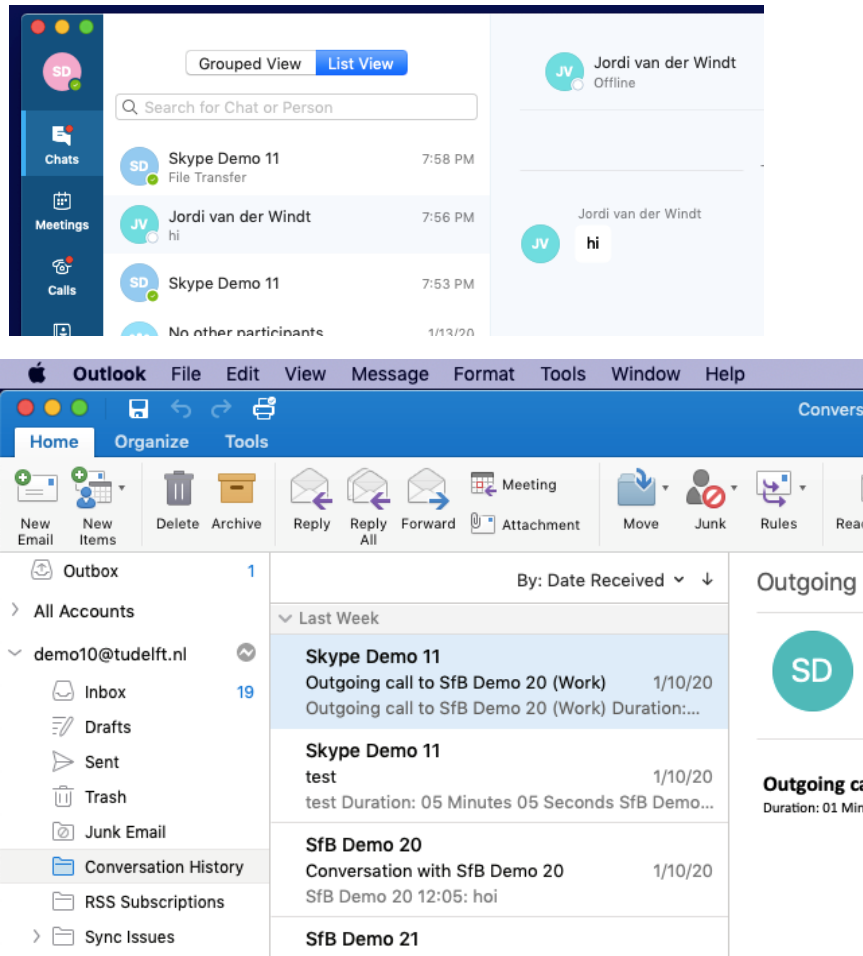 Grouped View List View
SD
Search for Chat or Person
Chats
Meetings
Calls
SD Skype Demo 11 7:58 PM
File Transfer
JV Jordi van der Windt 7:56 PM
hi
SD Skype Demo 11 7:53 PM
No other participants 1/13/20
JV Jordi van der Windt
Offline
Jordi van der Windt
JV hi
Outlook File Edit View Message Format Tools Window Help
Convers
Home Organize Tools
New Email
New Items
Delete
Archive
Reply
Reply All
Forward
Meeting
Attachment
Move
Junk
Rules
Rea
Outbox 1
All Accounts
demo10@tudelft.nl
Inbox 19
Drafts
Sent
Trash
Junk Email
Conversation History
RSS Subscriptions
Sync Issues
By: Date Received
Last Week
Skype Demo 11
Outgoing call to SfB Demo 20 (Work) 1/10/20
Outgoing call to SfB Demo 20 (Work) Duration:...
Skype Demo 11
test 1/10/20
test Duration: 05 Minutes 05 Seconds SfB Demo...
SfB Demo 20
Conversation with SfB Demo 20 1/10/20
SfB Demo 20 12:05: hoi
SfB Demo 21
Outgoing
SD
Outgoing ca
Duration: 01 Min